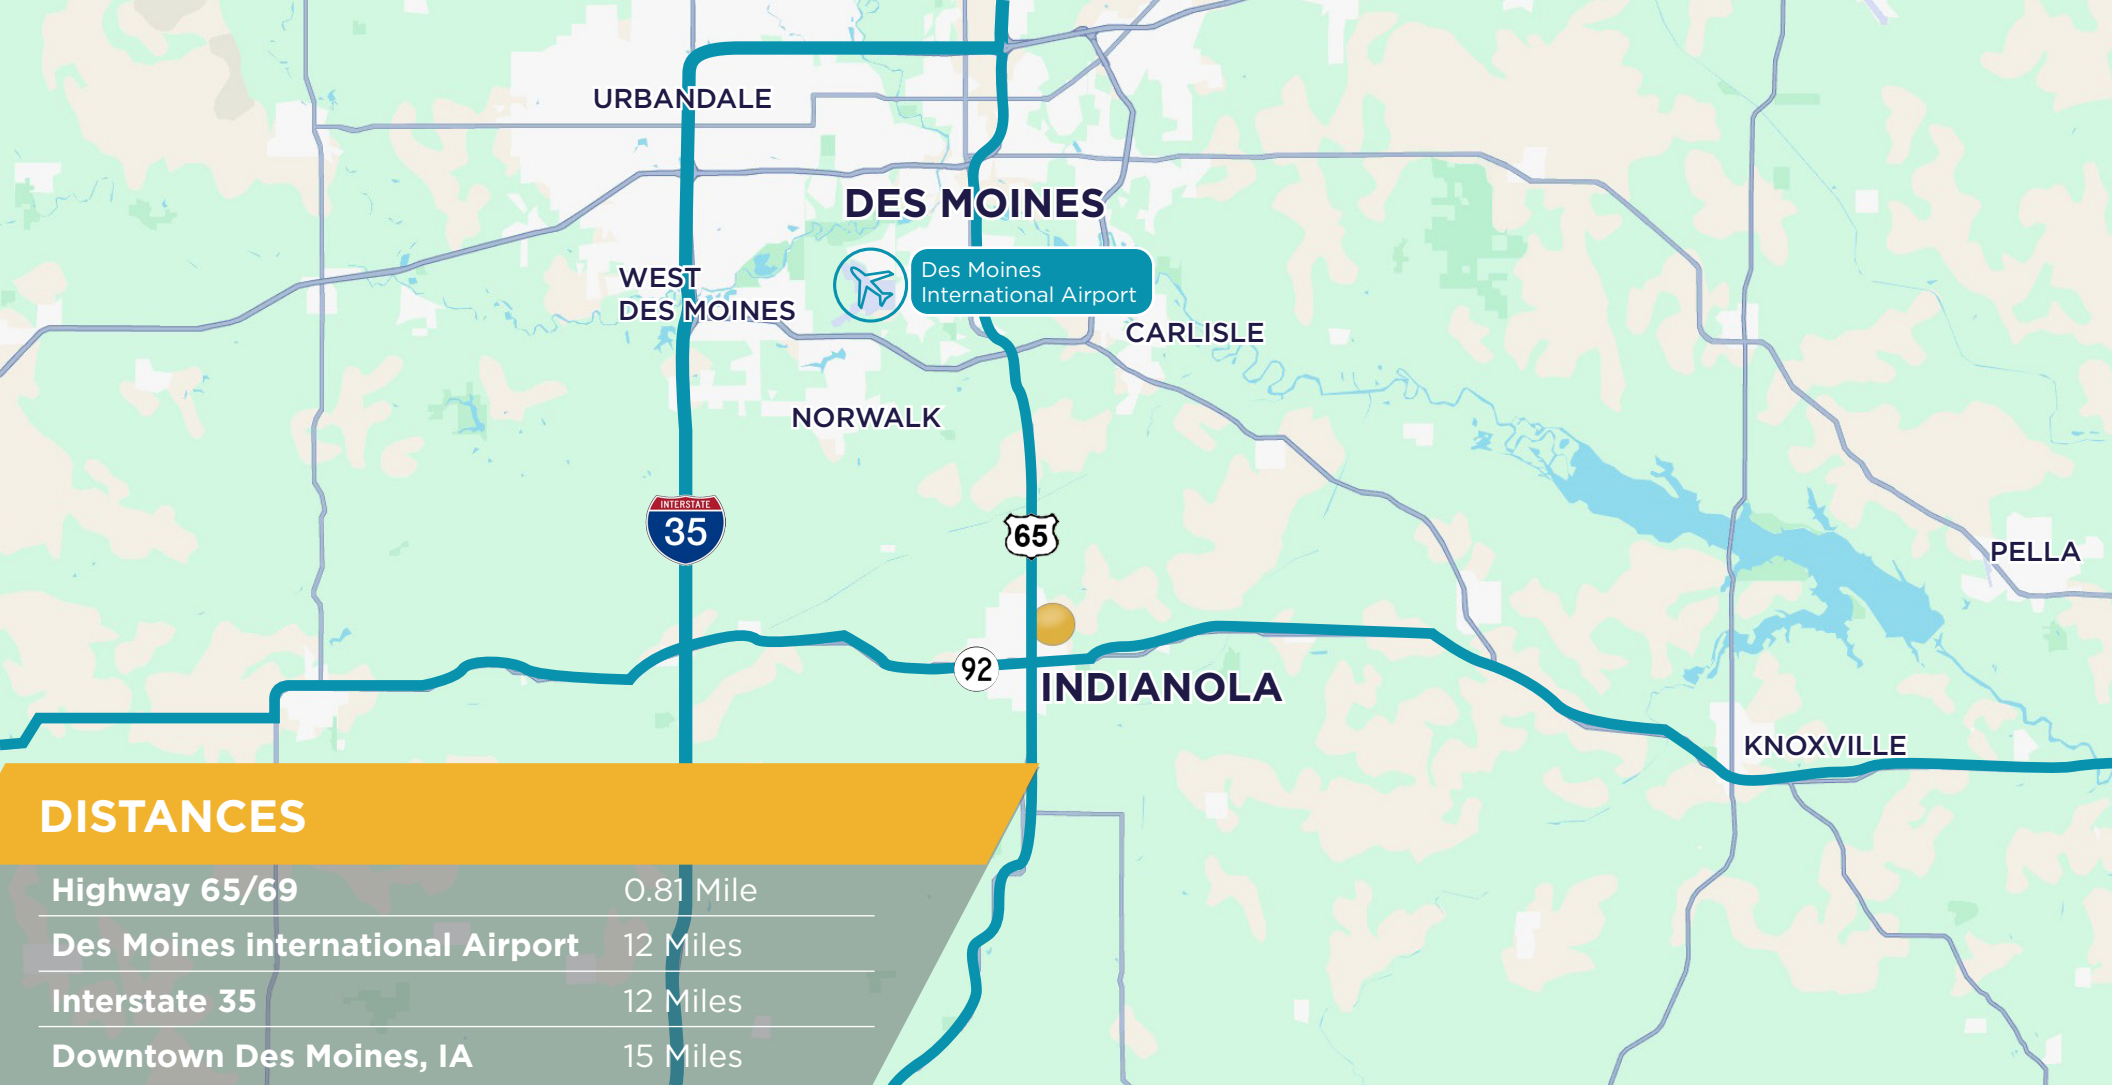 URBANDALE
DES MOINES
Des Moines
International Airport
WEST
DES MOINES
CARLISLE
NORWALK
INTERSTATE
35
65
PELLA
92
INDIANOLA
KNOXVILLE
DISTANCES
Highway 65/69 0.81 Mile
Des Moines international Airport 12 Miles
Interstate 35 12 Miles
Downtown Des Moines, IA 15 Miles